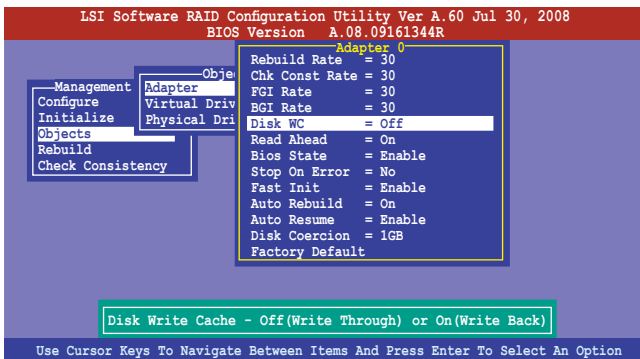 LSI Software RAID Configuration Utility Ver A.60 Jul 30, 2008
BIOS Version A.08.09161344R
Management
Configure
Initialize
Objects
Rebuild
Check Consistency
Obje
Adapter
Virtual Driv
Physical Dri
Adapter 0
Rebuild Rate = 30
Chk Const Rate = 30
FGI Rate = 30
BGI Rate = 30
Disk WC = Off
Read Ahead = On
Bios State = Enable
Stop On Error = No
Fast Init = Enable
Auto Rebuild = On
Auto Resume = Enable
Disk Coercion = 1GB
Factory Default
Disk Write Cache - Off(Write Through) or On(Write Back)
Use Cursor Keys To Navigate Between Items And Press Enter To Select An Option